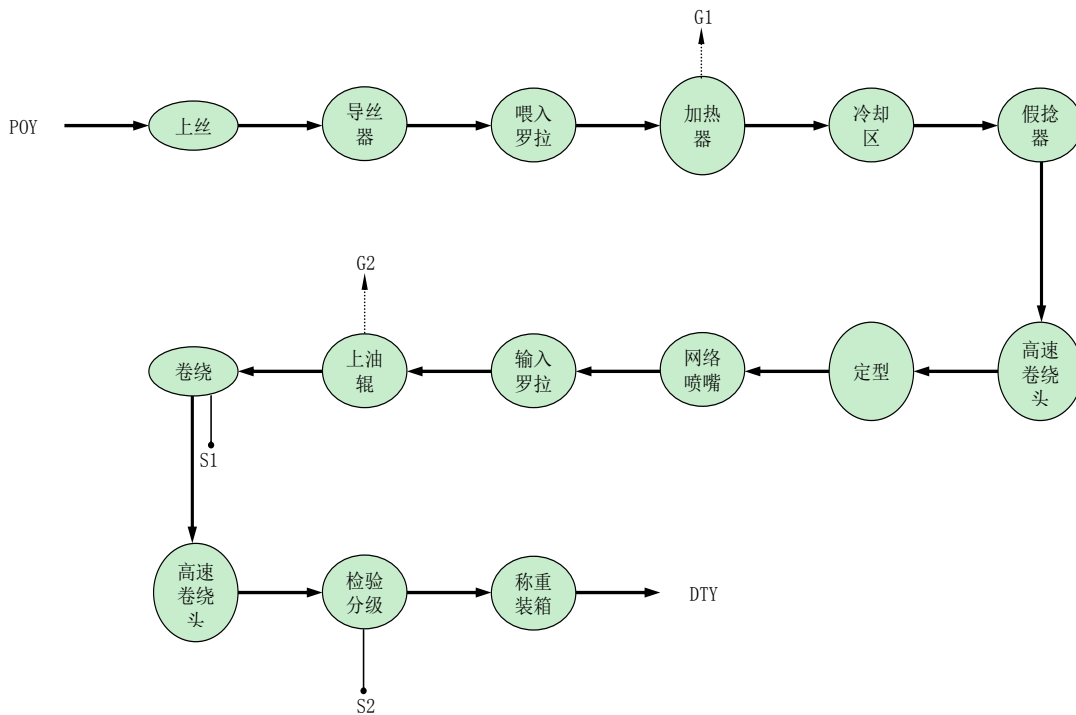 G1
POY
上丝
导丝
器
喂入
罗拉
加热
器
冷却
区
假捻
器
G2
卷绕
上油
辊
输入
罗拉
网络
喷嘴
定型
高速
卷绕
头
S1
高速
卷绕
头
检验
分级
称重
装箱
DTY
S2